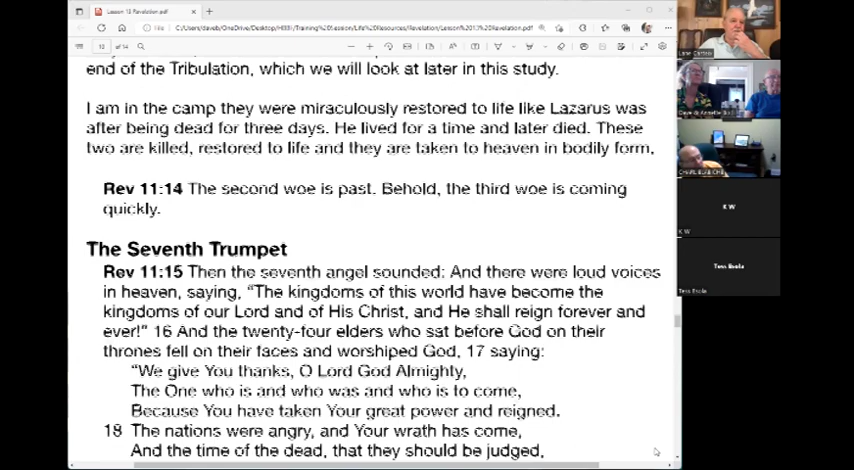 Lesson 13 Revelation.pdf
13 of 14
end of the Tribulation, which we will look at later in this study.
I am in the camp they were miraculously restored to life like Lazarus was
after being dead for three days. He lived for a time and later died. These
two are killed, restored to life and they are taken to heaven in bodily form.
Rev 11:14 The second woe is past. Behold, the third woe is coming
quickly.
The Seventh Trumpet
Rev 11:15 Then the seventh angel sounded: And there were loud voices
in heaven, saying, “The kingdoms of this world have become the
kingdoms of our Lord and of His Christ, and He shall reign forever and
ever!” 16 And the twenty-four elders who sat before God on their
thrones fell on their faces and worshiped God, 17 saying:
“We give You thanks, O Lord God Almighty,
The One who is and who was and who is to come,
Because You have taken Your great power and reigned.
18 The nations were angry, and Your wrath has come,
And the time of the dead, that they should be judged,
K W
K W